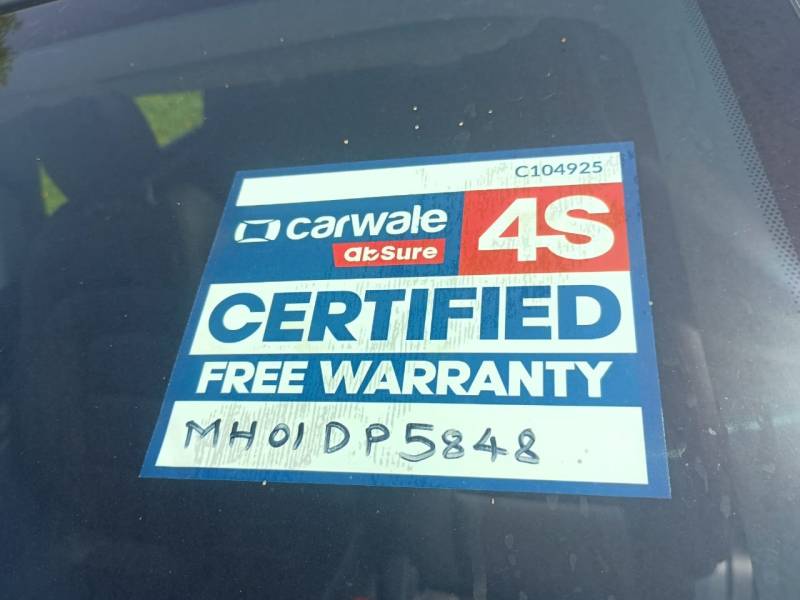 C104925
carwale
abSure
4S
CERTIFIED
FREE WARRANTY
MH01DP5848